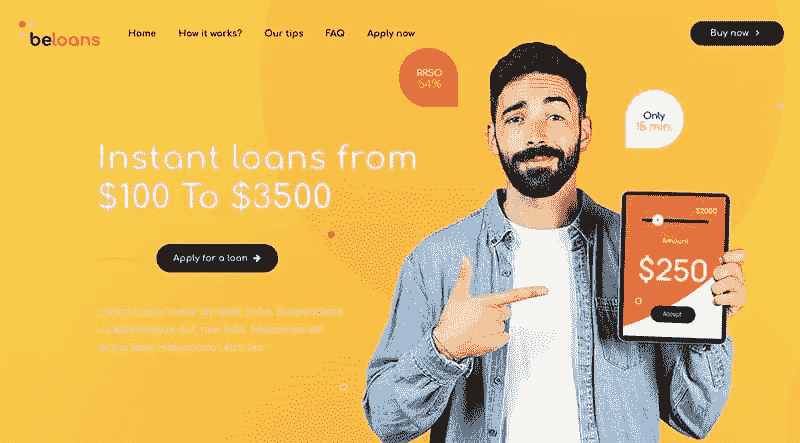 beloans
Home
How it works?
Our tips
FAQ
Apply now
Buy now
RRSO
54%
Only
15 min.
Instant loans from
$100 To $3500
Apply for a loan
$2000
Amount
$250
Accept
Lorem ipsum dolor sit amet, enim. Suspendisse
a pellentesque dui, non felis. Maecenas elit
lectus felis malesuada ultricies.